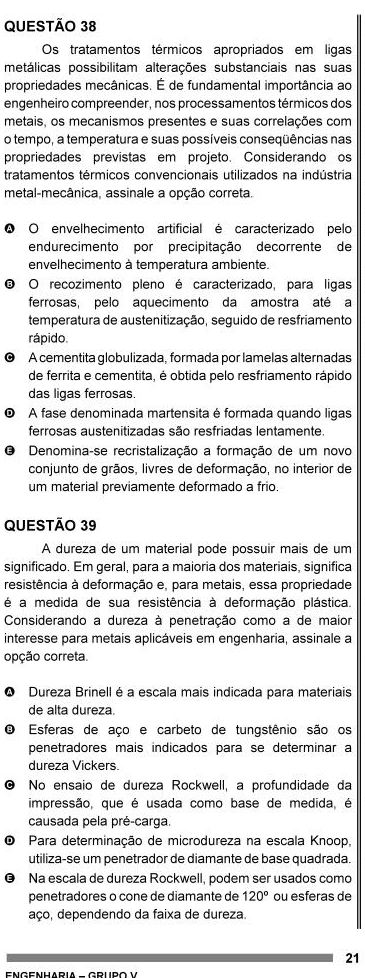 QUESTÃO 38
Os tratamentos térmicos apropriados em ligas
metálicas possibilitam alterações substanciais nas suas
propriedades mecânicas. É de fundamental importância ao
engenheiro compreender, nos processamentos térmicos dos
metais, os mecanismos presentes e suas correlações com
o tempo, a temperatura e suas possíveis conseqüências nas
propriedades previstas em projeto. Considerando os
tratamentos térmicos convencionais utilizados na indústria
metal-mecânica, assinale a opção correta.
A O envelhecimento artificial é caracterizado pelo
endurecimento por precipitação decorrente de
envelhecimento à temperatura ambiente.
B O recozimento pleno é caracterizado, para ligas
ferrosas, pelo aquecimento da amostra até a
temperatura de austenitização, seguido de resfriamento
rápido.
C A cementita globulizada, formada por lamelas alternadas
de ferrita e cementita, é obtida pelo resfriamento rápido
das ligas ferrosas.
D A fase denominada martensita é formada quando ligas
ferrosas austenitizadas são resfriadas lentamente.
E Denomina-se recristalização a formação de um novo
conjunto de grãos, livres de deformação, no interior de
um material previamente deformado a frio.
QUESTÃO 39
A dureza de um material pode possuir mais de um
significado. Em geral, para a maioria dos materiais, significa
resistência à deformação e, para metais, essa propriedade
é a medida de sua resistência à deformação plástica.
Considerando a dureza à penetração como a de maior
interesse para metais aplicáveis em engenharia, assinale a
opção correta.
A Dureza Brinell é a escala mais indicada para materiais
de alta dureza.
B Esferas de aço e carbeto de tungstênio são os
penetradores mais indicados para se determinar a
dureza Vickers.
C No ensaio de dureza Rockwell, a profundidade da
impressão, que é usada como base de medida, é
causada pela pré-carga.
D Para determinação de microdureza na escala Knoop,
utiliza-se um penetrador de diamante de base quadrada.
E Na escala de dureza Rockwell, podem ser usados como
penetradores o cone de diamante de 120º ou esferas de
aço, dependendo da faixa de dureza.
21
ENGENHARIA – GRUPO V